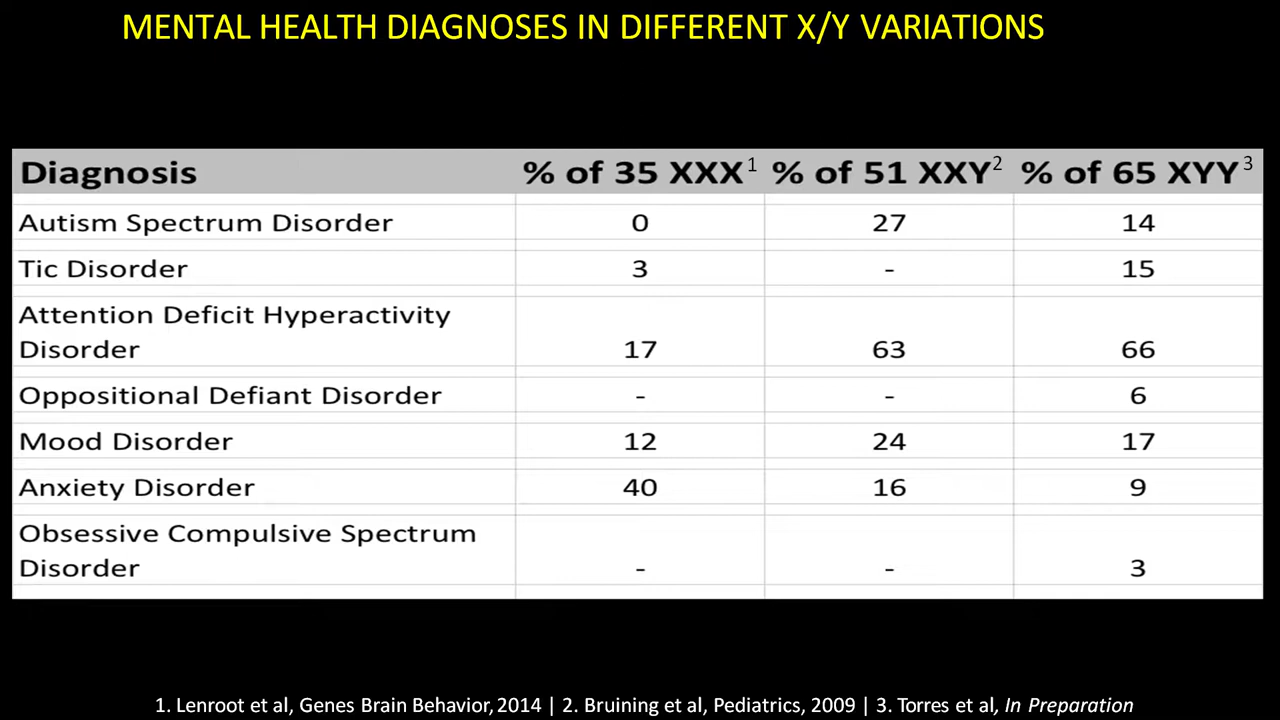 MENTAL HEALTH DIAGNOSES IN DIFFERENT X/Y VARIATIONS
Diagnosis % of 35 XXX1 % of 51 XXY2 % of 65 XYY3
Autism Spectrum Disorder 0 27 14
Tic Disorder 3 - 15
Attention Deficit Hyperactivity
Disorder 17 63 66
Oppositional Defiant Disorder - - 6
Mood Disorder 12 24 17
Anxiety Disorder 40 16 9
Obsessive Compulsive Spectrum
Disorder - - 3
1. Lenroot et al, Genes Brain Behavior, 2014 | 2. Bruining et al, Pediatrics, 2009 | 3. Torres et al, In Preparation